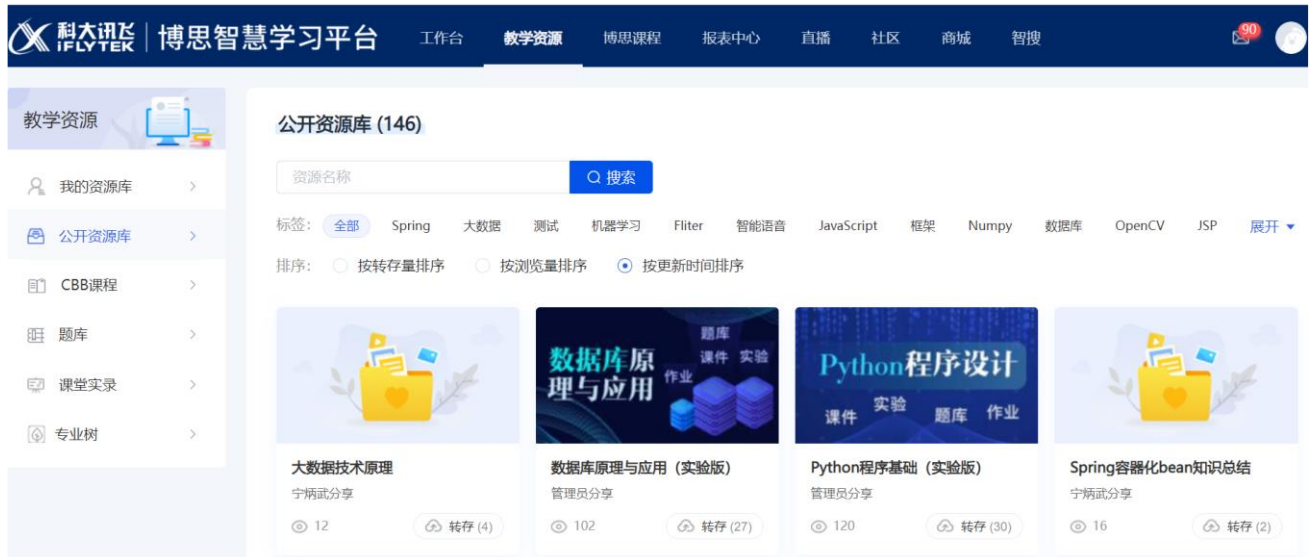 科大讯飞 iFLYTEK 博思智慧学习平台 工作台 教学资源 博思课程 报表中心 直播 社区 商城 智搜 90
教学资源
我的资源库
公开资源库
CBB课程
题库
课堂实录
专业树
公开资源库 (146)
资源名称 搜索
标签: 全部 Spring 大数据 测试 机器学习 Fliter 智能语音 JavaScript 框架 Numpy 数据库 OpenCV JSP 展开
排序: 按转存量排序 按浏览量排序 按更新时间排序
大数据技术原理
宁炳武分享
12 转存 (4)
数据库原
理与应用
题库
课件 实验
作业
数据库原理与应用（实验版）
管理员分享
102 转存 (27)
Python程序设计
课件 实验 题库 作业
Python程序基础（实验版）
管理员分享
120 转存 (30)
Spring容器化bean知识总结
宁炳武分享
16 转存 (2)